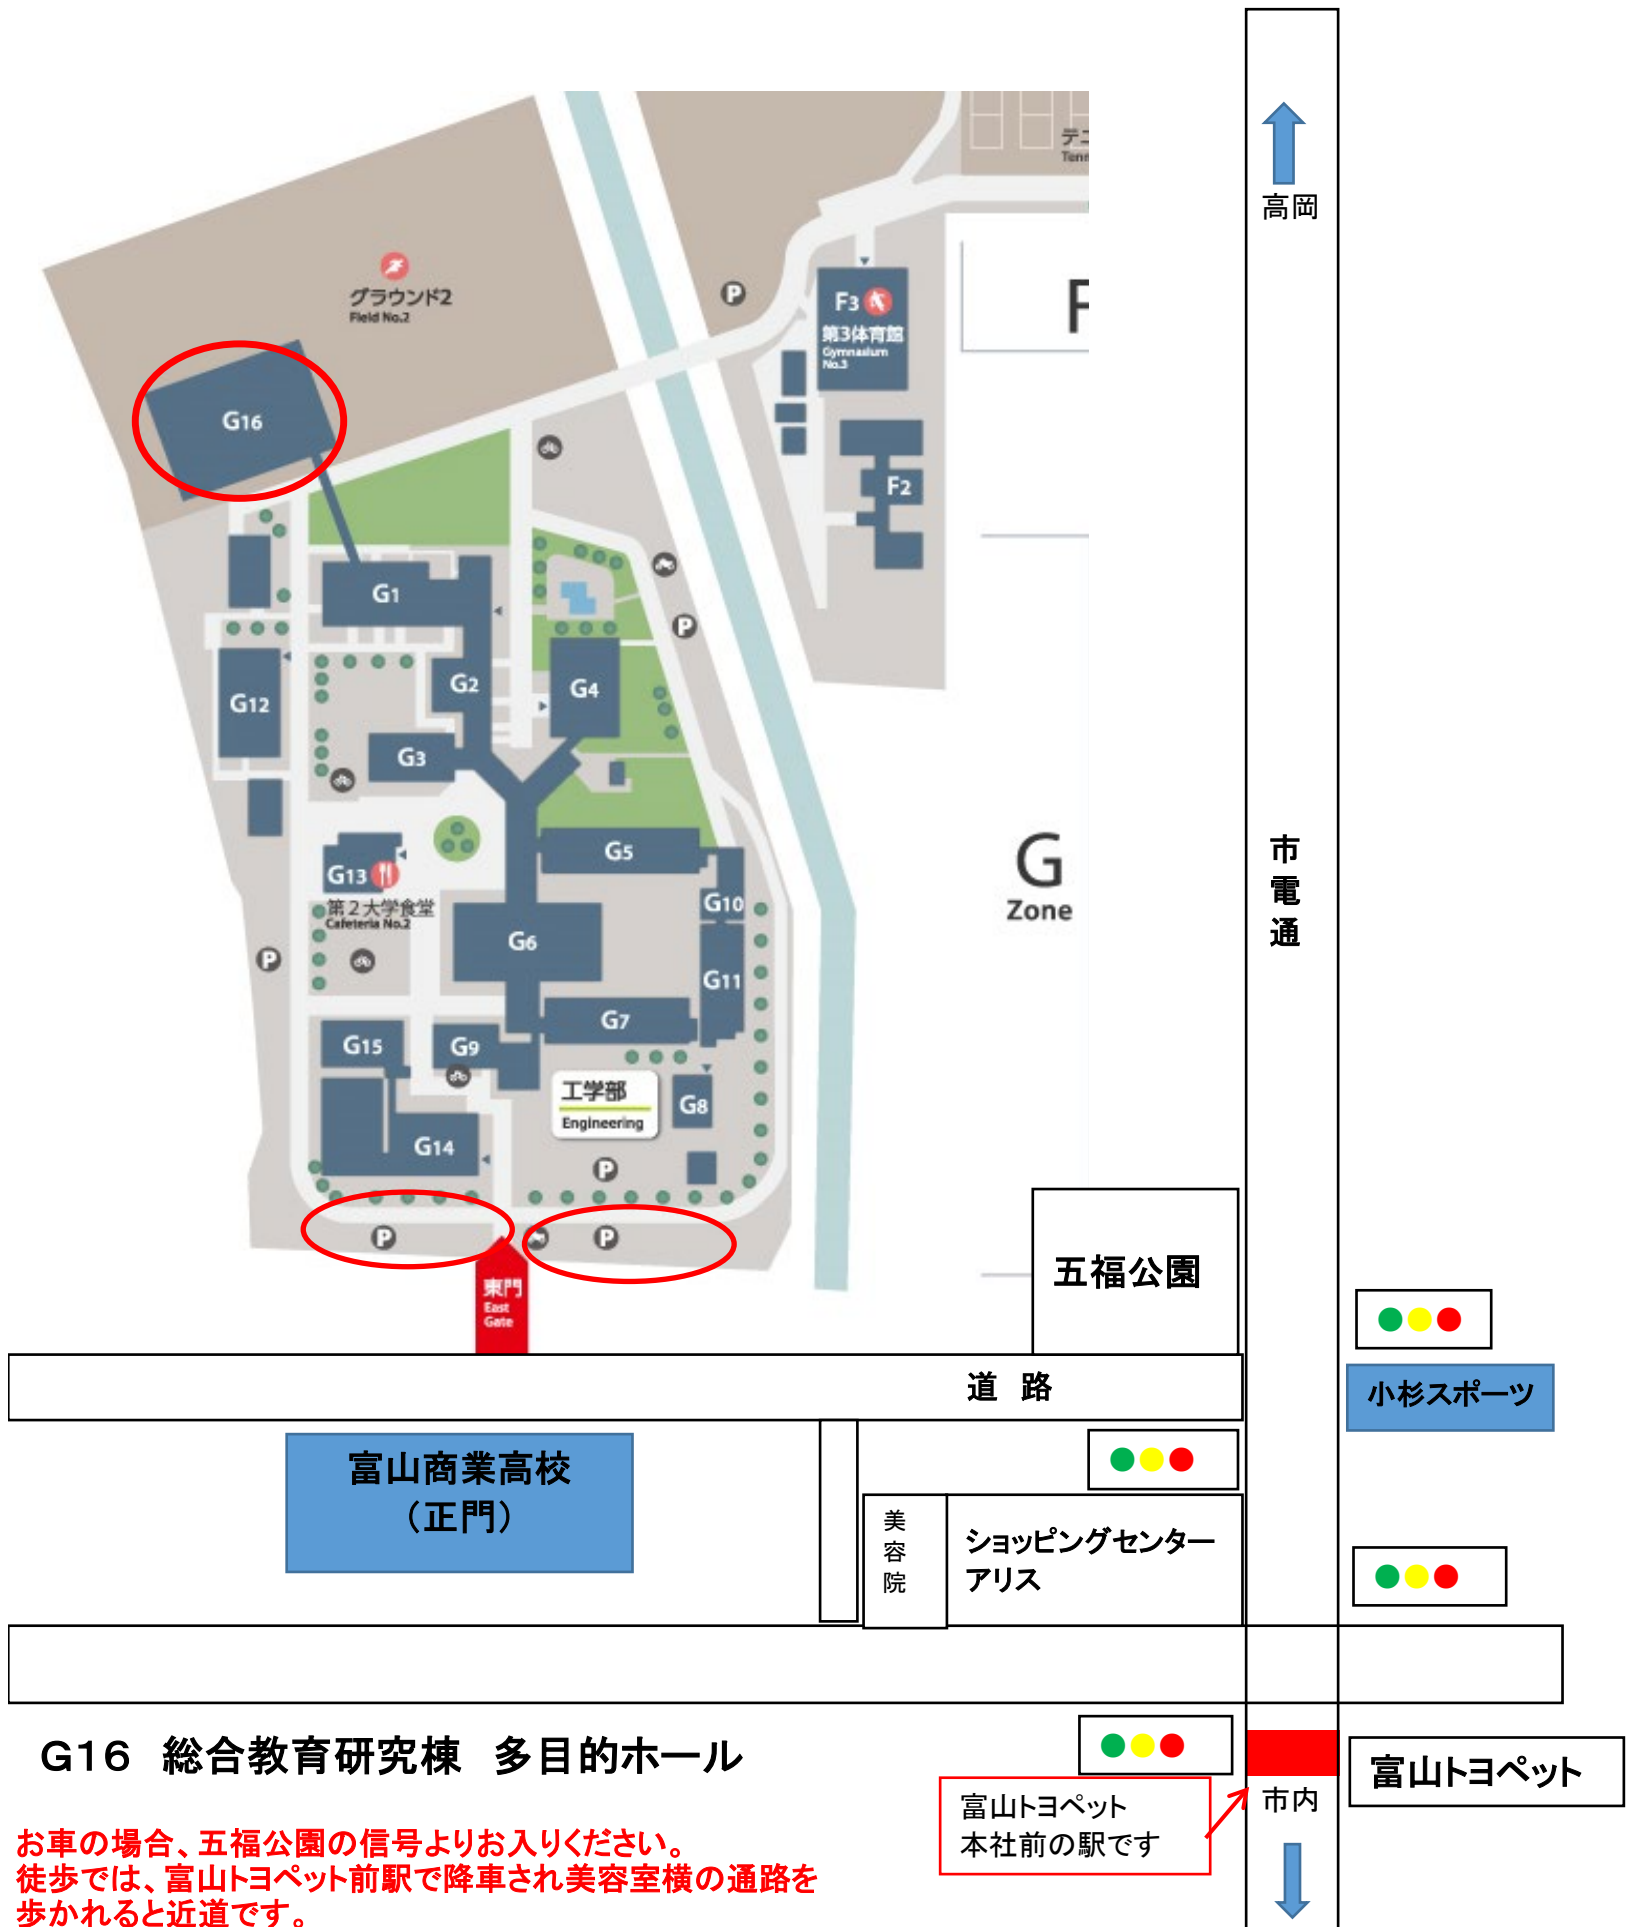 高岡
テニ
Tenn
グラウンド2
Field No.2
P
F3
第3体育館
Gymnasium
No.3
F
G16
F2
G1
P
G2
G4
G12
G3
G5
G13
第2大学食堂
Cafeteria No.2
G10
G
Zone
市電通
G6
P
G11
G7
G15
G9
工学部
Engineering
G8
G14
P
P
P
東門
East
Gate
五福公園
道 路
小杉スポーツ
富山商業高校
（正門）
美容院
ショッピングセンター
アリス
G16 総合教育研究棟 多目的ホール
富山トヨペット
市内
富山トヨペット
本社前の駅です
お車の場合、五福公園の信号よりお入りください。
徒歩では、富山トヨペット前駅で降車され美容室横の通路を
歩かれると近道です。